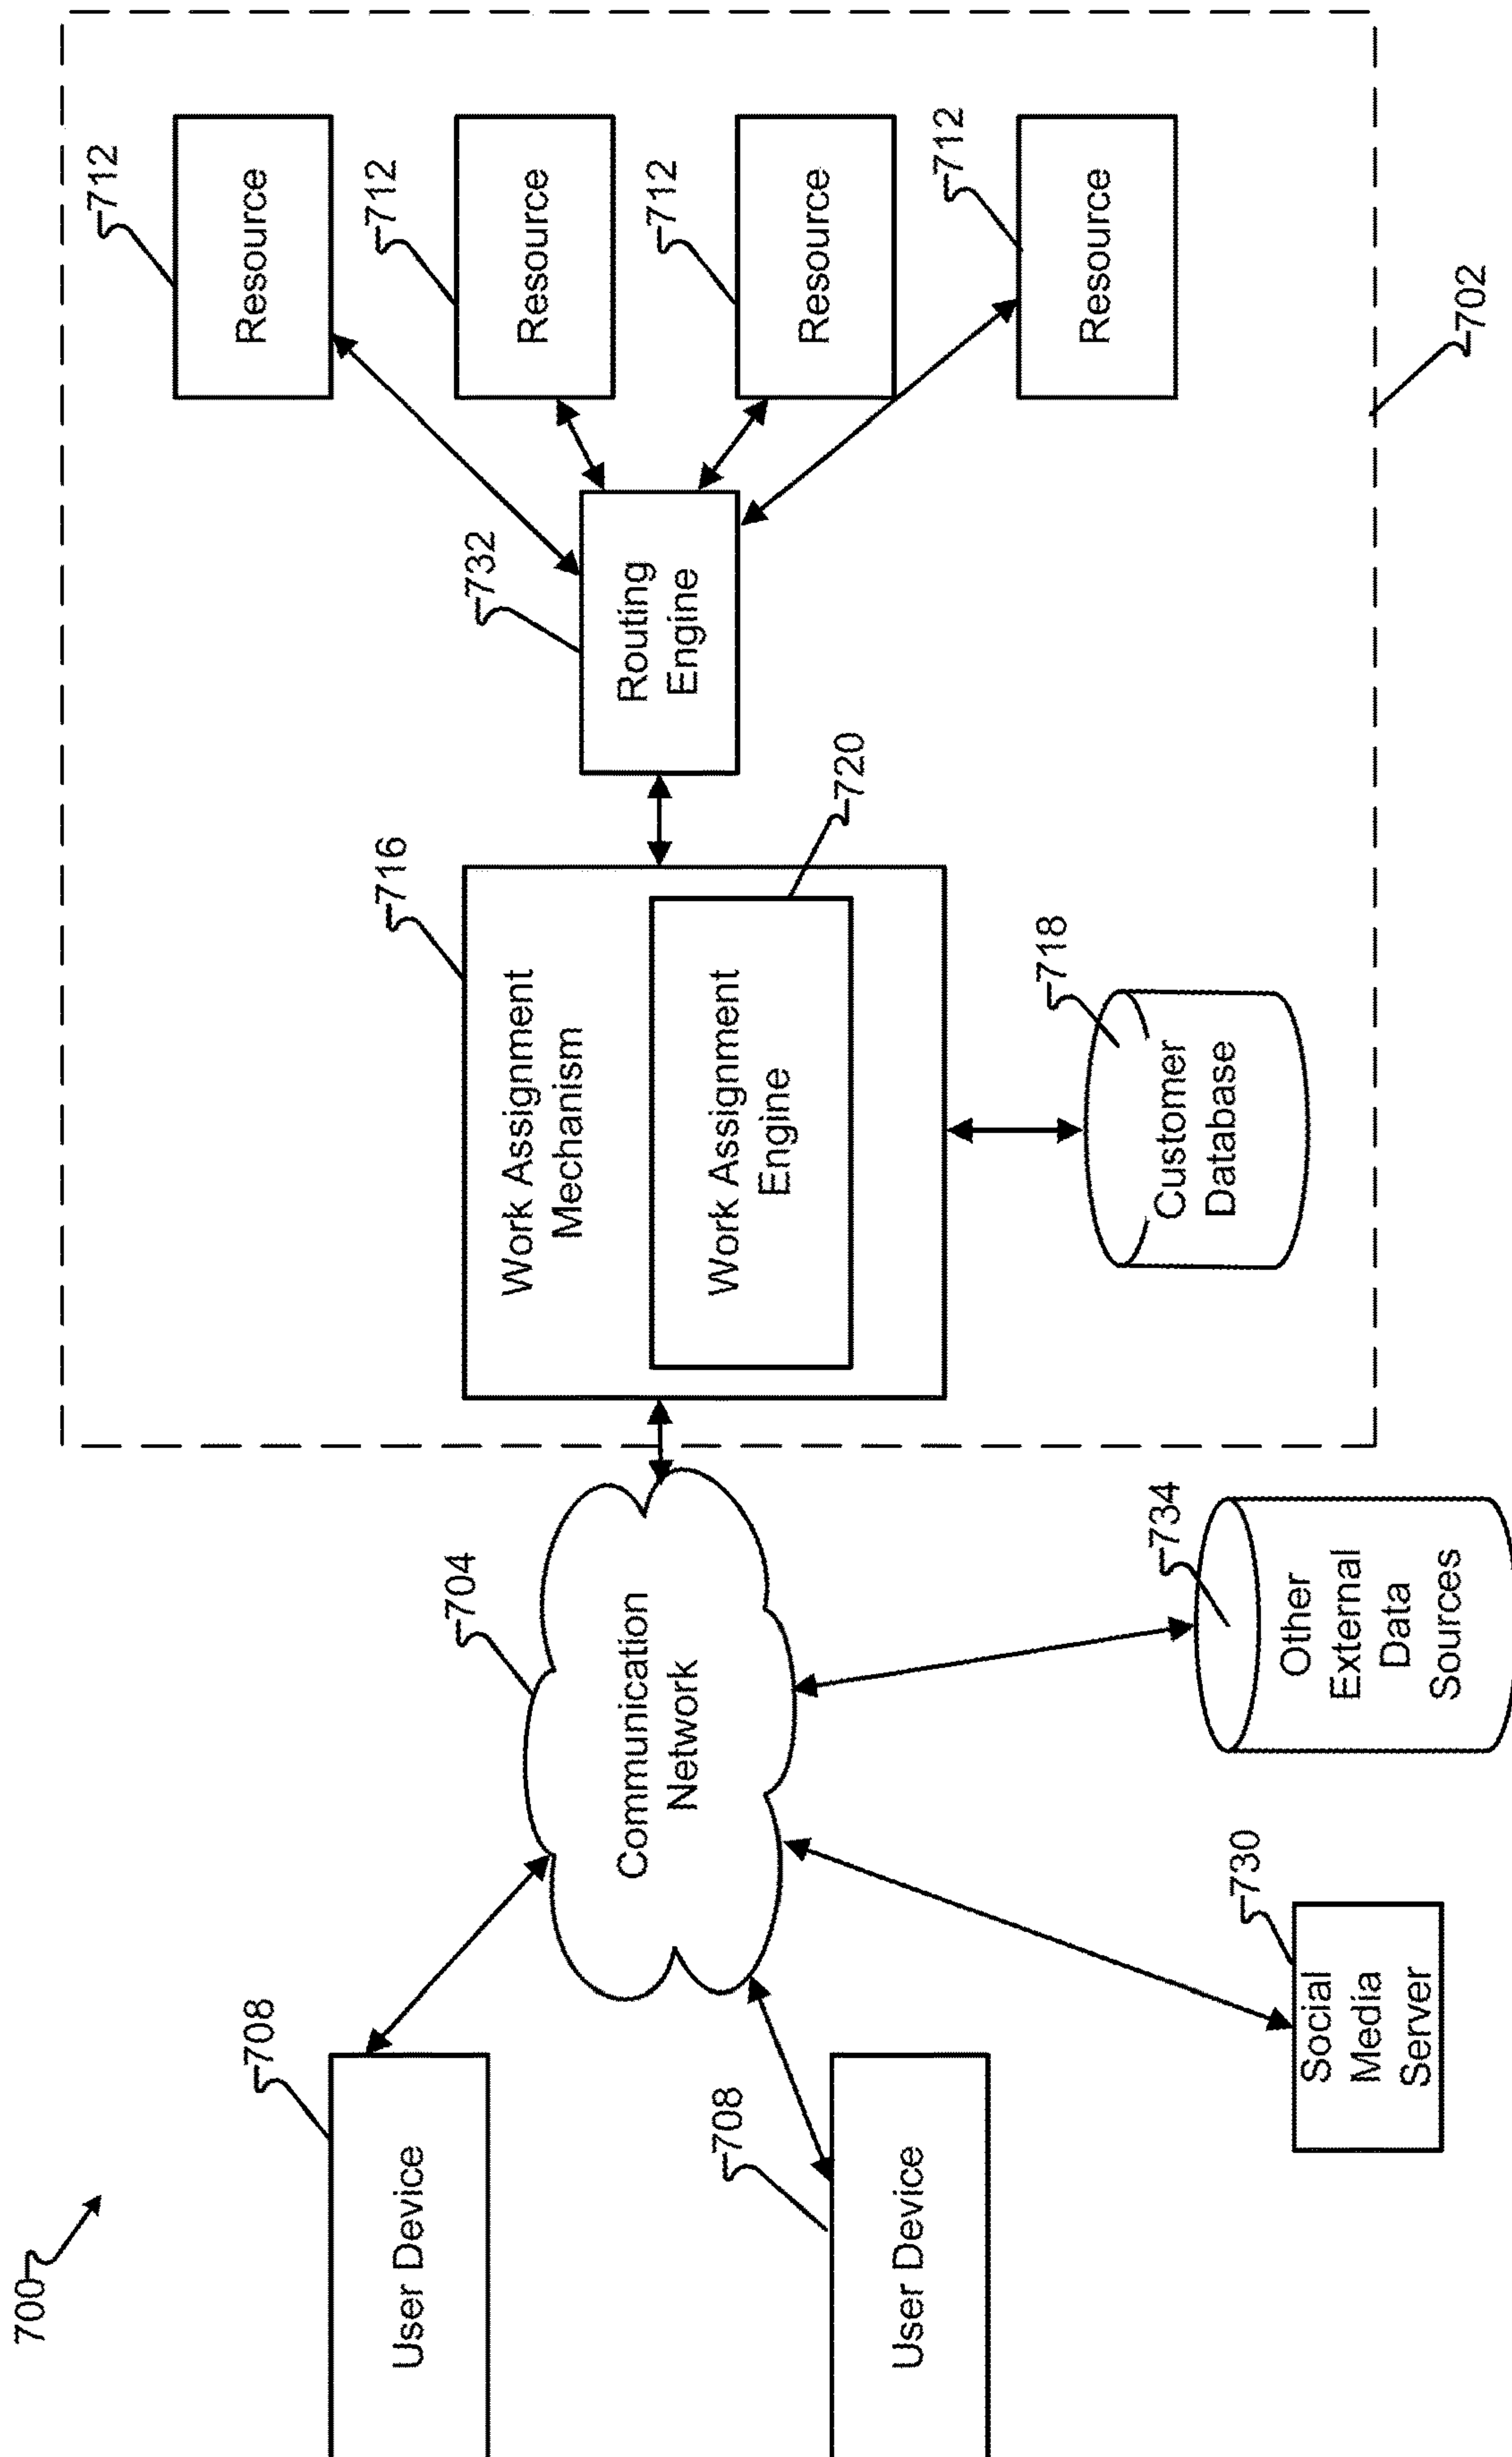 700
708
User Device
708
User Device
704
Communication
Network
730
Social
Media
Server
734
Other
External
Data
Sources
716
Work Assignment
Mechanism
Work Assignment
Engine
720
718
Customer
Database
732
Routing
Engine
712
Resource
712
Resource
712
Resource
712
Resource
702